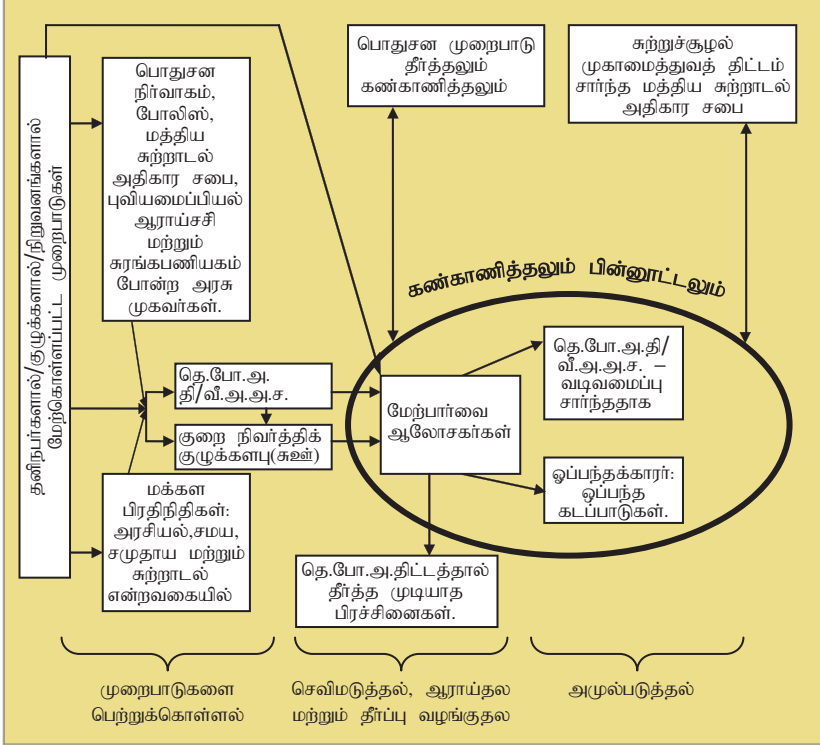 தனிநபர்களால்/குழுக்களால்/நிறுவனங்களால்
மேற்கொள்ளப்பட்ட முறைபாடுகள்
பொதுசன
நிர்வாகம்,
போலிஸ்,
மத்திய
சுற்றாடல்
அதிகார சபை,
புவியமைப்பியல்
ஆராய்சசி
மற்றும்
சுரங்கபணியகம்
போன்ற அரசு
முகவர்கள்.
மக்கள
பிரதிநிதிகள்:
அரசியல்,சமய,
சமுதாய மற்றும்
சுற்றாடல்
என்றவகையில்
பொதுசன முறைபாடு
தீர்த்தலும்
கண்காணித்தலும்
சுற்றுச்சூழல்
முகாமைத்துவத் திட்டம்
சார்ந்த மத்திய சுற்றாடல்
அதிகார சபை
கண்காணித்தலும் பின்னூட்டலும்
தெ.போ.அ.
தி/வீ.அ.அ.ச.
குறை நிவர்த்திக்
குழுக்களபு(சுஊ்)
மேற்பார்வை
ஆலோசகர்கள்
தெ.போ.அ.தி/
வீ.அ.அ.ச. –
வடிவமைப்பு
சார்ந்ததாக
ஓப்பந்தக்காரர்:
ஒப்பந்த
கடப்பாடுகள்.
தெ.போ.அ.திட்டத்தால்
தீர்த்த முடியாத
பிரச்சினைகள்.
முறைபாடுகளை
பெற்றுக்கொள்ளல்
செவிமடுத்தல், ஆராய்தல
மற்றும் தீர்ப்பு வழங்குதல
அமுல்படுத்தல்